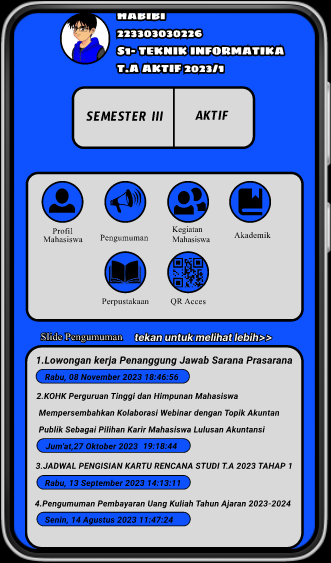 HABIBI
223303030226
S1- TEKNIK INFORMATIKA
T.A AKTIF 2023/1
SEMESTER III
AKTIF
Profil
Mahasiswa
Pengumuman
Kegiatan
Mahasiswa
Akademik
Perpustakaan
QR Acces
Slide Pengumuman
tekan untuk melihat lebih>>
1.Lowongan kerja Penanggung Jawab Sarana Prasarana
Rabu, 08 November 2023 18:46:56
2.KOHK Perguruan Tinggi dan Himpunan Mahasiswa
Mempersembahkan Kolaborasi Webinar dengan Topik Akuntan
Publik Sebagai Pilihan Karir Mahasiswa Lulusan Akuntansi
Jum'at,27 Oktober 2023 19:18:44
3.JADWAL PENGISIAN KARTU RENCANA STUDI T.A 2023 TAHAP 1
Rabu, 13 September 2023 14:13:11
4.Pengumuman Pembayaran Uang Kuliah Tahun Ajaran 2023-2024
Senin, 14 Agustus 2023 11:47:24